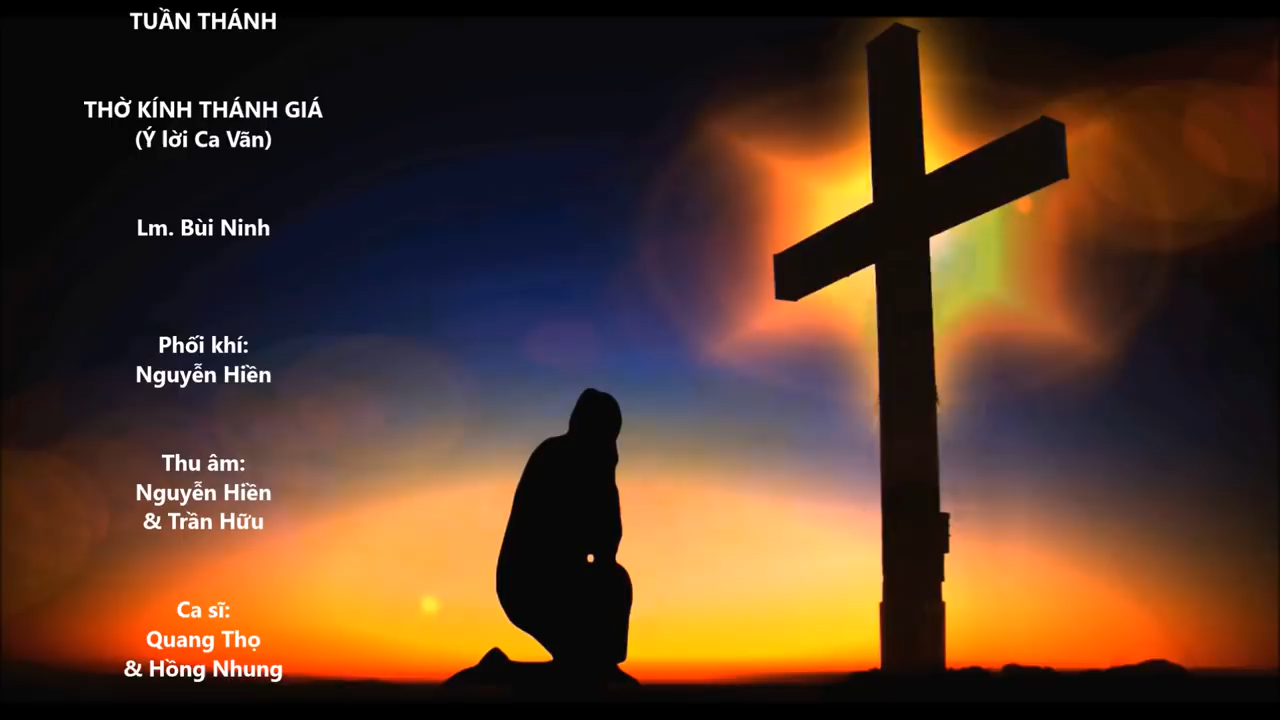 TUẦN THÁNH
THỜ KÍNH THÁNH GIÁ
(Ý lời Ca Vãn)
Lm. Bùi Ninh
Phối khí:
Nguyễn Hiền
Thu âm:
Nguyễn Hiền
& Trần Hữu
Ca sĩ:
Quang Thọ
& Hồng Nhung